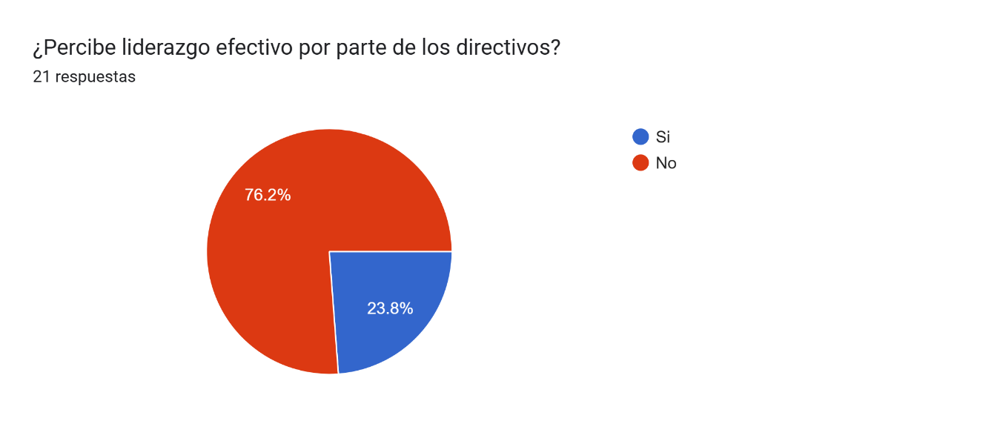 ¿Percibe liderazgo efectivo por parte de los directivos?
21 respuestas
Si
No
76.2%
23.8%